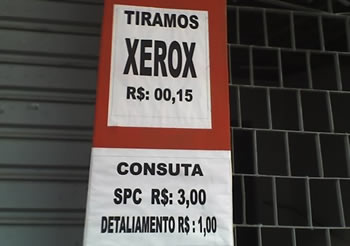 TIRAMOS
XEROX
R$: 00,15
CONSUTA
SPC R$: 3,00
DETALIAMENTO R$ : 1,00